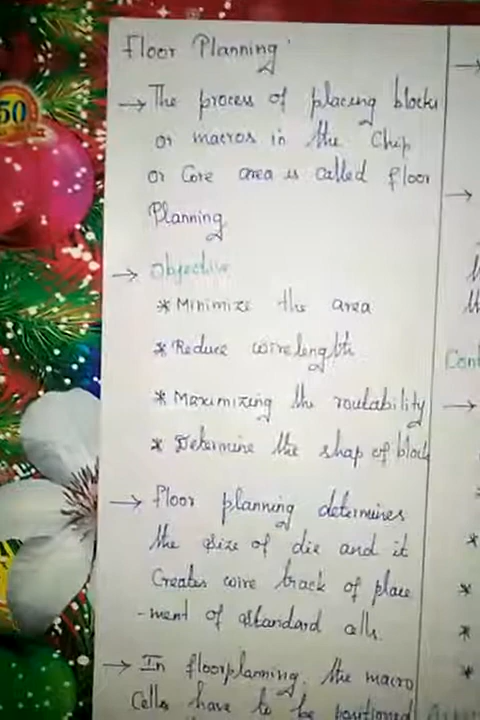 50
Floor Planning
→ The process of placing blocks
or macros in the Chip
or Core area is called floor
Planning
→ Objective
* Minimize the area
* Reduce wirelength
* Maximizing the routability
* Determine the shap of block
→ Floor planning determines
the size of die and it
Creates wire track of place
-ment of standard cells.
→ In floorplanning. the macro
Cells have to be positioned
→
→
Cont
→
*
*
*
*